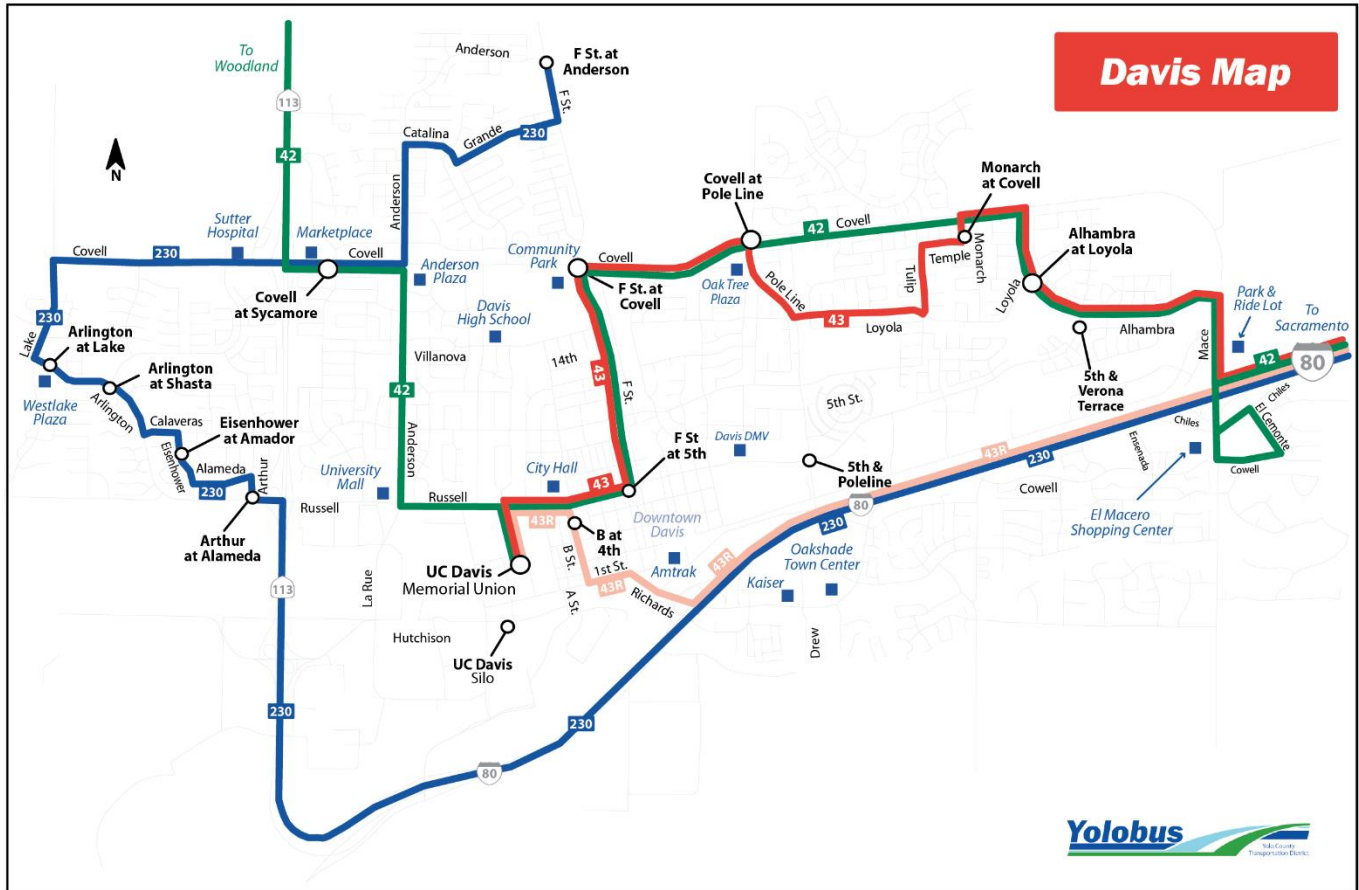 Davis Map
To
Woodland
113
42
N
Anderson
F St. at
Anderson
F St.
Catalina
Grande
230
Anderson
Sutter
Hospital
Marketplace
Covell
230
Covell
Covell
at Sycamore
Anderson
Plaza
Community
Park
Covell
F St. at
Covell
Covell at
Pole Line
42
Covell
Monarch
at Covell
Oak Tree
Plaza
Pole Line
43
Loyola
Tulip
Temple
Monarch
Loyola
Alhambra
at Loyola
Alhambra
Park &
Ride Lot
To
Sacramento
Mace
42
80
5th &
Verona
Terrace
230
Lake
Arlington
at Lake
Westlake
Plaza
Arlington
at Shasta
Arlington
Calaveras
Eisenhower
Eisenhower
at Amador
Alameda
230
Arthur
Arthur
at Alameda
Davis
High School
Villanova
14th
43
F St.
42
Anderson
University
Mall
Russell
Russell
City Hall
43
F St
at 5th
43R
B at
4th
Downtown
Davis
Davis DMV
5th St.
5th &
Poleline
Amtrak
B St.
1st St.
43R
Richards
43R
A St.
UC Davis
Memorial Union
UC Davis
Silo
La Rue
Hutchison
113
230
80
230
230
80
43R
230
Kaiser
Oakshade
Town Center
Drew
Cowell
Ensenada
Chiles
Chiles
El Cemonte
Cowell
El Macero
Shopping Center
Yolobus
Yolo County
Transportation District